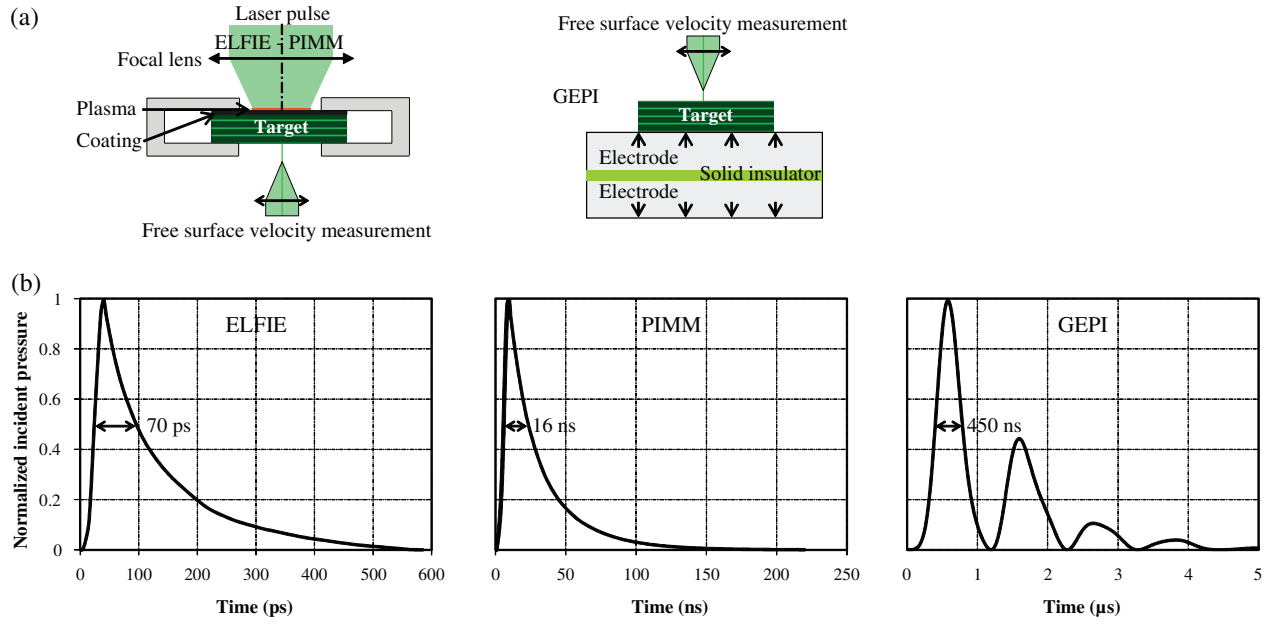 (a)
Laser pulse
ELFIE - PIMM
Focal lens
Plasma
Coating
Target
Free surface velocity measurement
Free surface velocity measurement
GEPI
Target
Electrode
Solid insulator
Electrode
(b)
Normalized incident pressure
1
0.8
0.6
0.4
0.2
0
ELFIE
70 ps
0 100 200 300 400 500 600
Time (ps)
PIMM
16 ns
0 50 100 150 200 250
Time (ns)
GEPI
450 ns
0 1 2 3 4 5
Time (µs)